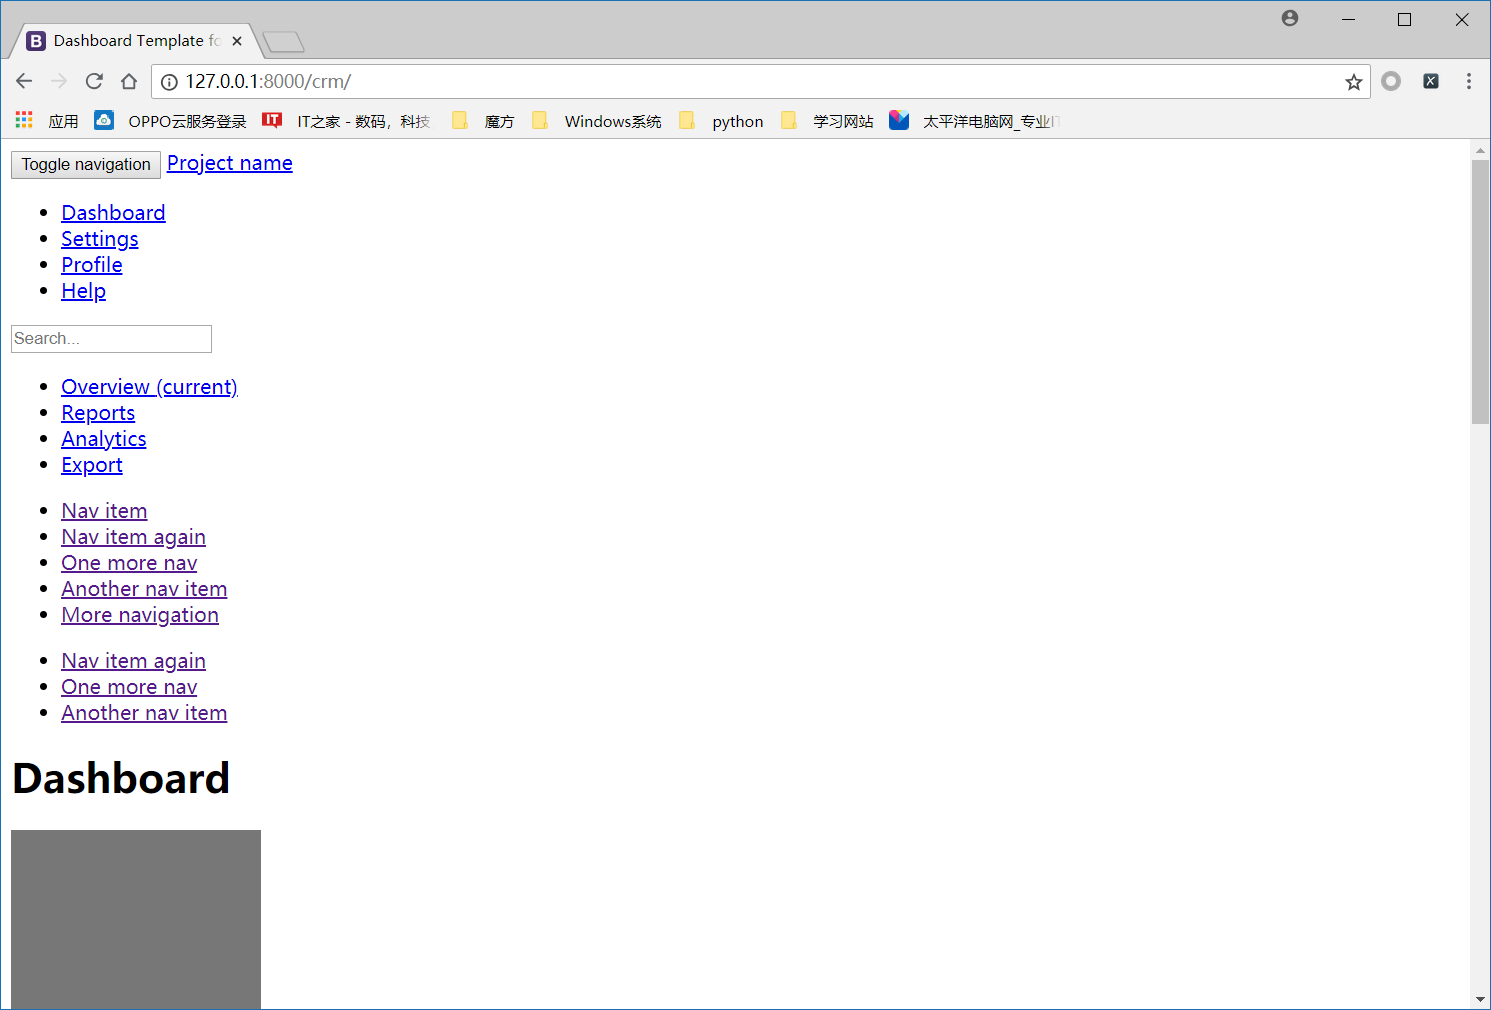 Dashboard Template fo
127.0.0.1:8000/crm/
应用 OPPO云服务登录 IT之家 - 数码，科技 魔方 Windows系统 python 学习网站 太平洋电脑网_专业IT
Toggle navigation Project name
Dashboard
Settings
Profile
Help
Search...
Overview (current)
Reports
Analytics
Export
Nav item
Nav item again
One more nav
Another nav item
More navigation
Nav item again
One more nav
Another nav item
Dashboard